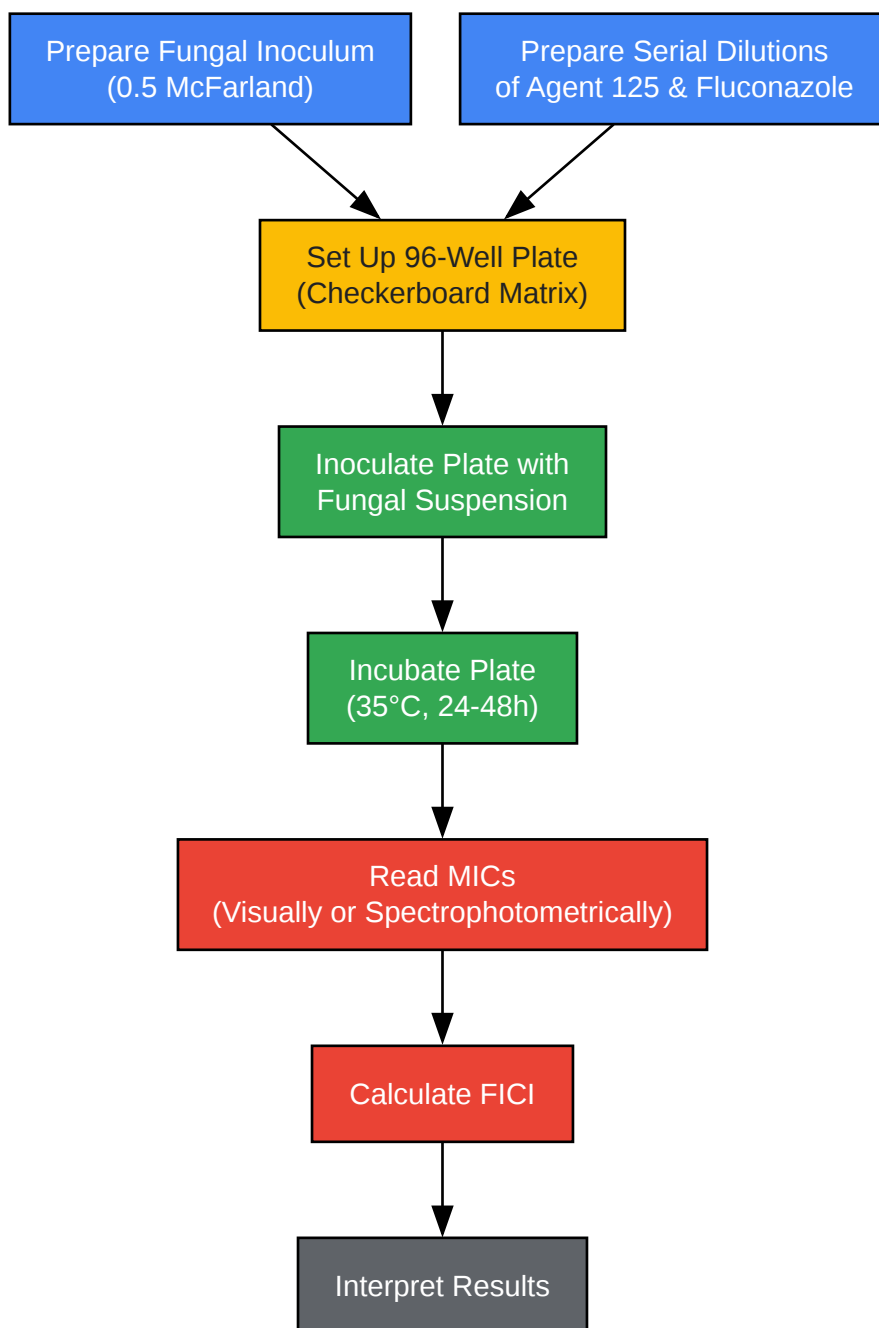 Prepare Fungal Inoculum
(0.5 McFarland)
Prepare Serial Dilutions
of Agent 125 & Fluconazole
Set Up 96-Well Plate
(Checkerboard Matrix)
Inoculate Plate with
Fungal Suspension
Incubate Plate
(35°C, 24-48h)
Read MICs
(Visually or Spectrophotometrically)
Calculate FICI
Interpret Results